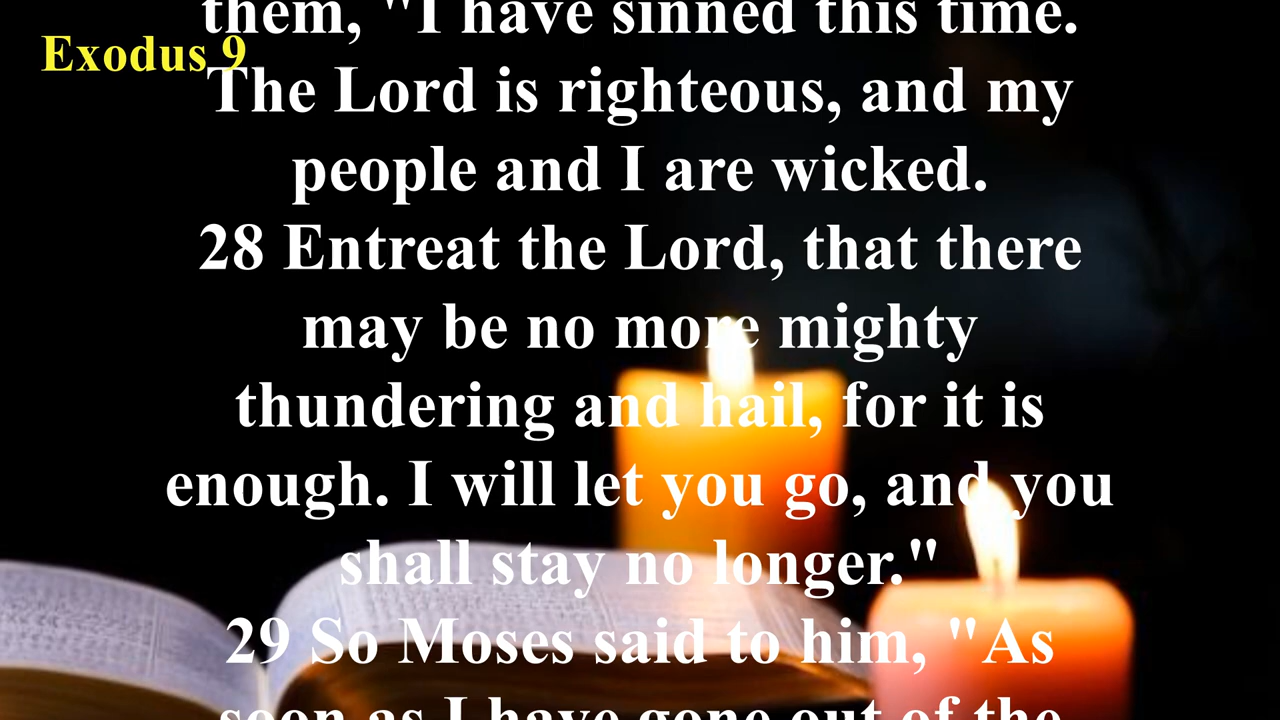 Exodus 9
them, "I have sinned this time.
The Lord is righteous, and my
people and I are wicked.
28 Entreat the Lord, that there
may be no more mighty
thundering and hail, for it is
enough. I will let you go, and you
shall stay no longer."
29 So Moses said to him, "As
soon as I have gone out of the